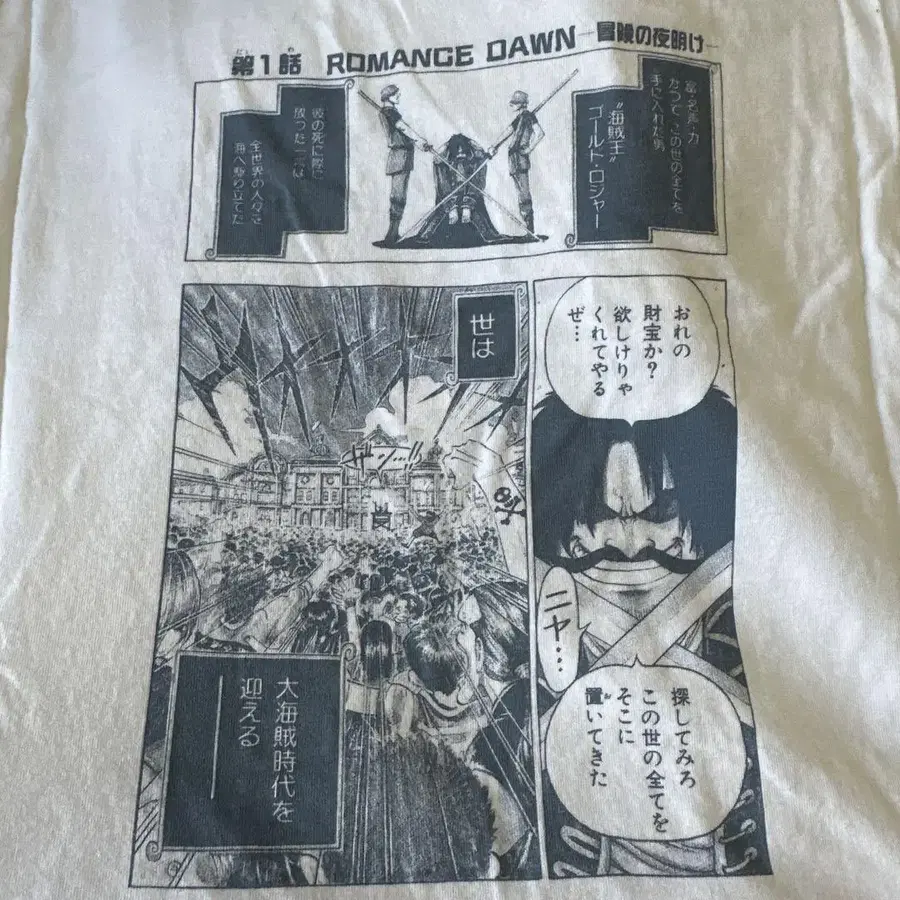 第1話 ROMANCE DAWN ―冒険の夜明け―
富・名声・力
かつてこの世の全てを
手に入れた男
“海賊王”
ゴールド・ロジャー
彼の死に際に
放った一言は
全世界の人々を
海へ駆り立てた
おれの
財宝か？
欲しけりゃ
くれてやる
ぜ…
ニヤ…
探してみろ
この世の全てを
そこに
置いてきた
世は
大海賊時代を
迎える